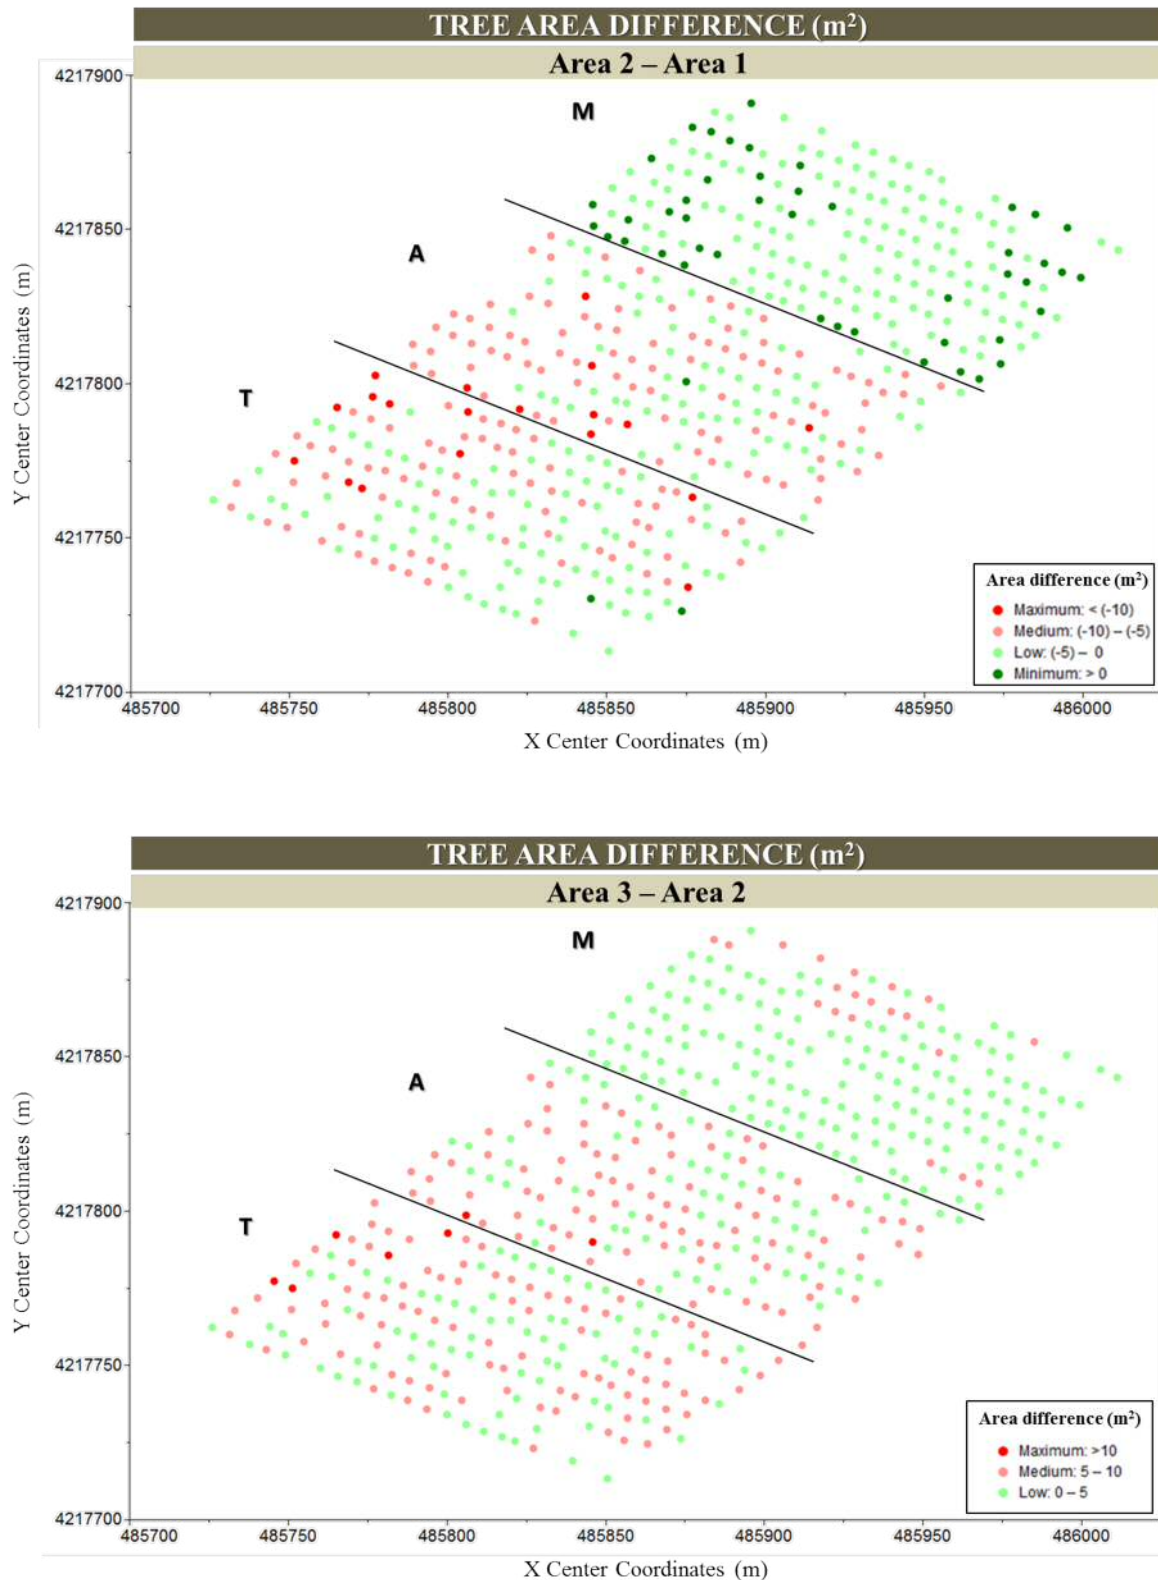 TREE AREA DIFFERENCE (m²)
Area 2 – Area 1
4217900
M
4217850
A
4217800
T
4217750
4217700
Y Center Coordinates (m)
Area difference (m²)
Maximum: < (-10)
Medium: (-10) – (-5)
Low: (-5) – 0
Minimum: > 0
485700 485750 485800 485850 485900 485950 486000
X Center Coordinates (m)
TREE AREA DIFFERENCE (m²)
Area 3 – Area 2
4217900
M
4217850
A
4217800
T
4217750
4217700
Y Center Coordinates (m)
Area difference (m²)
Maximum: >10
Medium: 5 – 10
Low: 0 – 5
485700 485750 485800 485850 485900 485950 486000
X Center Coordinates (m)